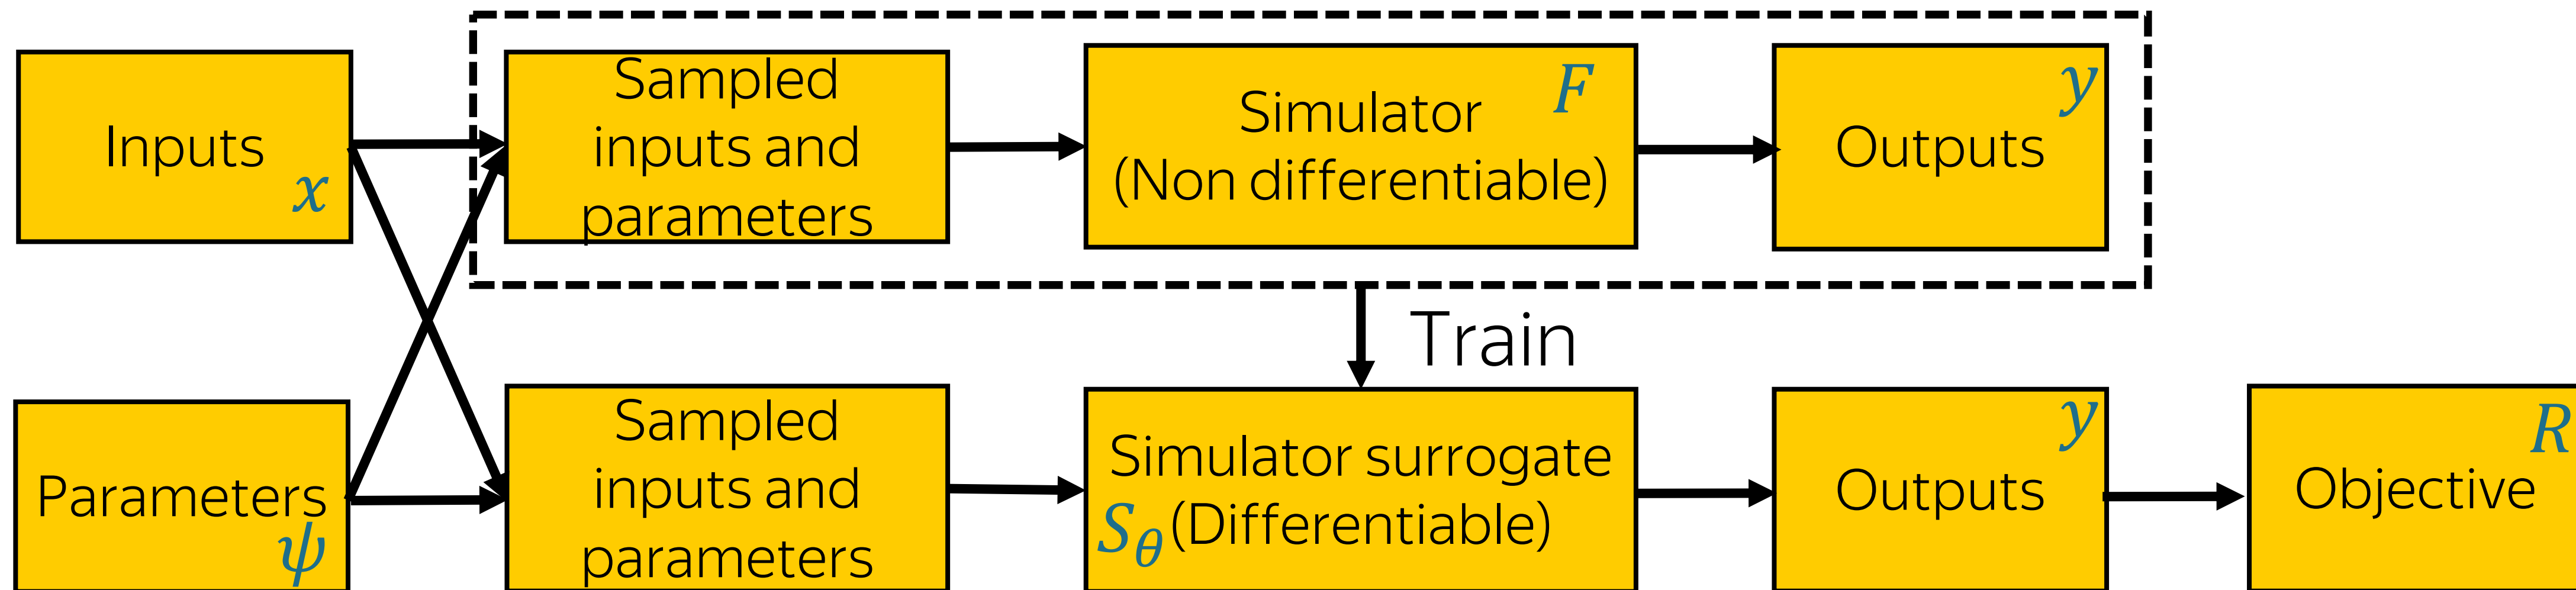 Inputs
x
Sampled
inputs and
parameters
Simulator
F
(Non differentiable)
Outputs
y
Train
Parameters
ψ
Sampled
inputs and
parameters
Simulator surrogate
S_θ (Differentiable)
Outputs
y
Objective
R